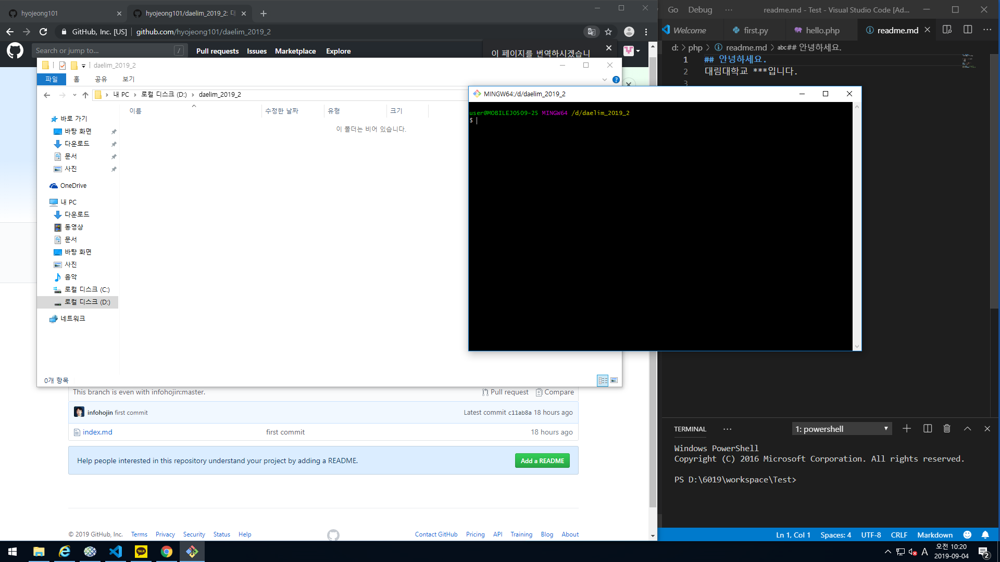 hyojeong101
hyojeong101/daelim_2019_2: 대
GitHub, Inc. [US]
github.com/hyojeong101/daelim_2019_2
Search or jump to...
/
Pull requests
Issues
Marketplace
Explore
이 페이지를 번역하시겠습니
daelim_2019_2
파일
홈
공유
보기
내 PC > 로컬 디스크 (D:) > daelim_2019_2
이름
수정한 날짜
유형
크기
이 폴더는 비어 있습니다.
바로 가기
바탕 화면
다운로드
문서
사진
OneDrive
내 PC
다운로드
동영상
문서
바탕 화면
사진
음악
로컬 디스크 (C:)
로컬 디스크 (D:)
네트워크
0개 항목
This branch is even with infohojin:master.
Pull request
Compare
infohojin first commit
Latest commit c11ab8a 18 hours ago
index.md
first commit
18 hours ago
Help people interested in this repository understand your project by adding a README.
Add a README
© 2019 GitHub, Inc.
Terms
Privacy
Security
Status
Help
Contact GitHub
Pricing
API
Training
Blog
About
MINGW64:/d/daelim_2019_2
user@MOBILEJO509-25 MINGW64 /d/daelim_2019_2
$
Go
Debug
...
readme.md - Test - Visual Studio Code [Ad...
Welcome
first.py
hello.php
readme.md
d: > php > readme.md > abc## 안녕하세요.
1 ## 안녕하세요.
2 대림대학교 ***입니다.
3
TERMINAL
...
1: powershell
Windows PowerShell
Copyright (C) 2016 Microsoft Corporation. All rights reserved.
PS D:\6019\workspace\Test>
Ln 1, Col 1
Spaces: 4
UTF-8
CRLF
Markdown
TALK
A
오전 10:20
2019-09-04
2